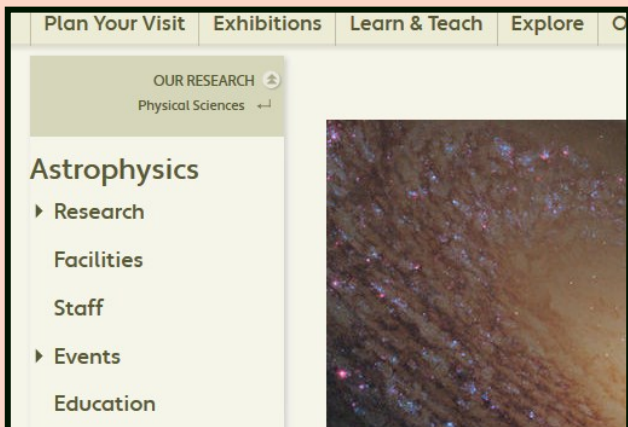 Plan Your Visit Exhibitions Learn & Teach Explore O
OUR RESEARCH
Physical Sciences
Astrophysics
Research
Facilities
Staff
Events
Education